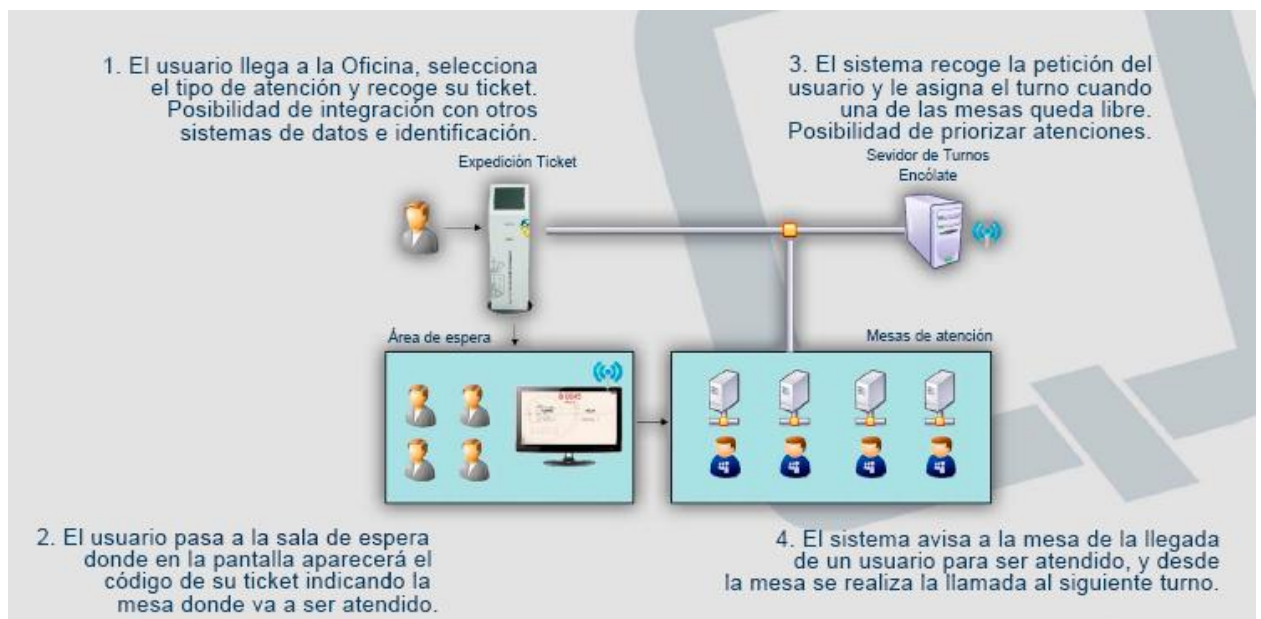 1. El usuario llega a la Oficina, selecciona
el tipo de atención y recoge su ticket.
Posibilidad de integración con otros
sistemas de datos e identificación.
3. El sistema recoge la petición del
usuario y le asigna el turno cuando
una de las mesas queda libre.
Posibilidad de priorizar atenciones.
Expedición Ticket
Sevidor de Turnos
Encólate
Área de espera
Mesas de atención
2. El usuario pasa a la sala de espera
donde en la pantalla aparecerá el
código de su ticket indicando la
mesa donde va a ser atendido.
4. El sistema avisa a la mesa de la llegada
de un usuario para ser atendido, y desde
la mesa se realiza la llamada al siguiente turno.